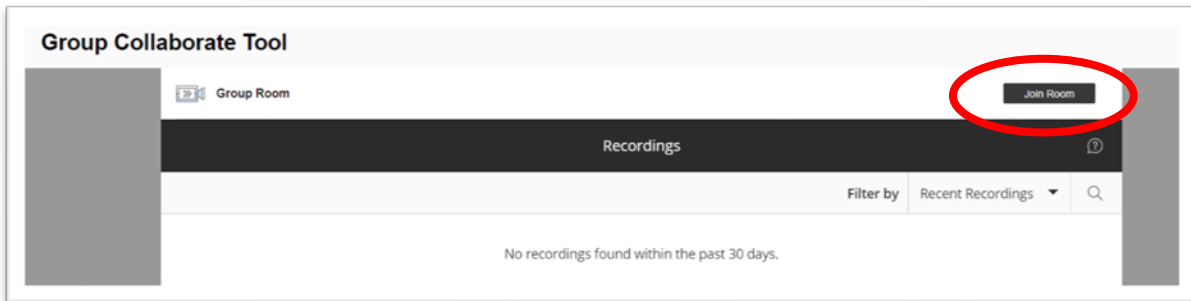 Group Collaborate Tool
Group Room Join Room
Recordings
Filter by Recent Recordings
No recordings found within the past 30 days.